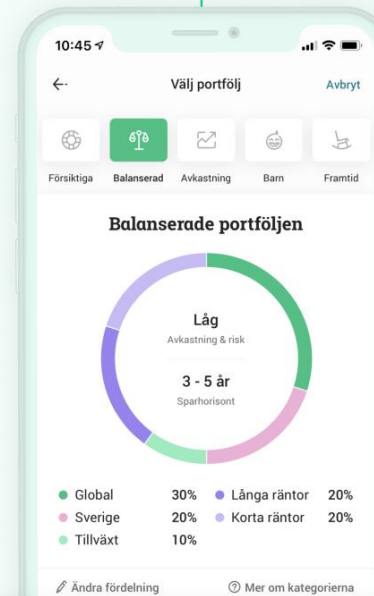 10:45
Välj portfölj
Avbryt
Försiktiga Balanserad Avkastning Barn Framtid
Balanserade portföljen
Låg
Avkastning & risk
3 - 5 år
Sparhorisont
Global 30% Långa räntor 20%
Sverige 20% Korta räntor 20%
Tillväxt 10%
Ändra fördelning Mer om kategorierna